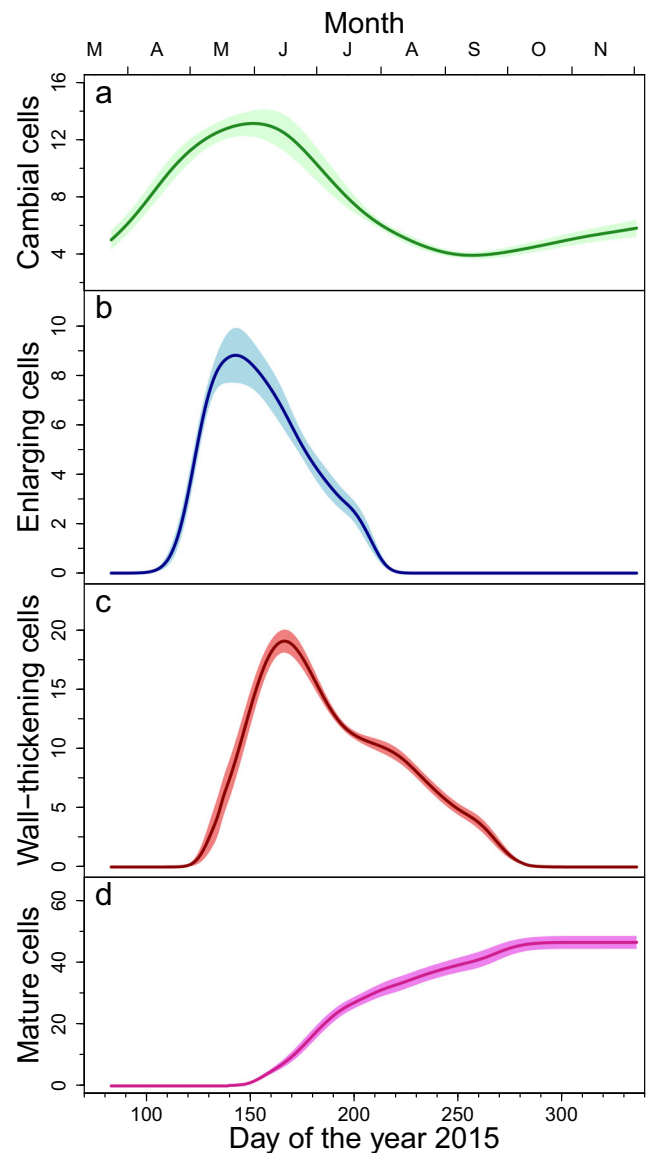 Month
M A M J J A S O N
a
Cambial cells
4 8 12 16
b
Enlarging cells
0 2 4 6 8 10
c
Wall−thickening cells
0 5 10 15 20
d
Mature cells
0 20 40 60
100 150 200 250 300
Day of the year 2015